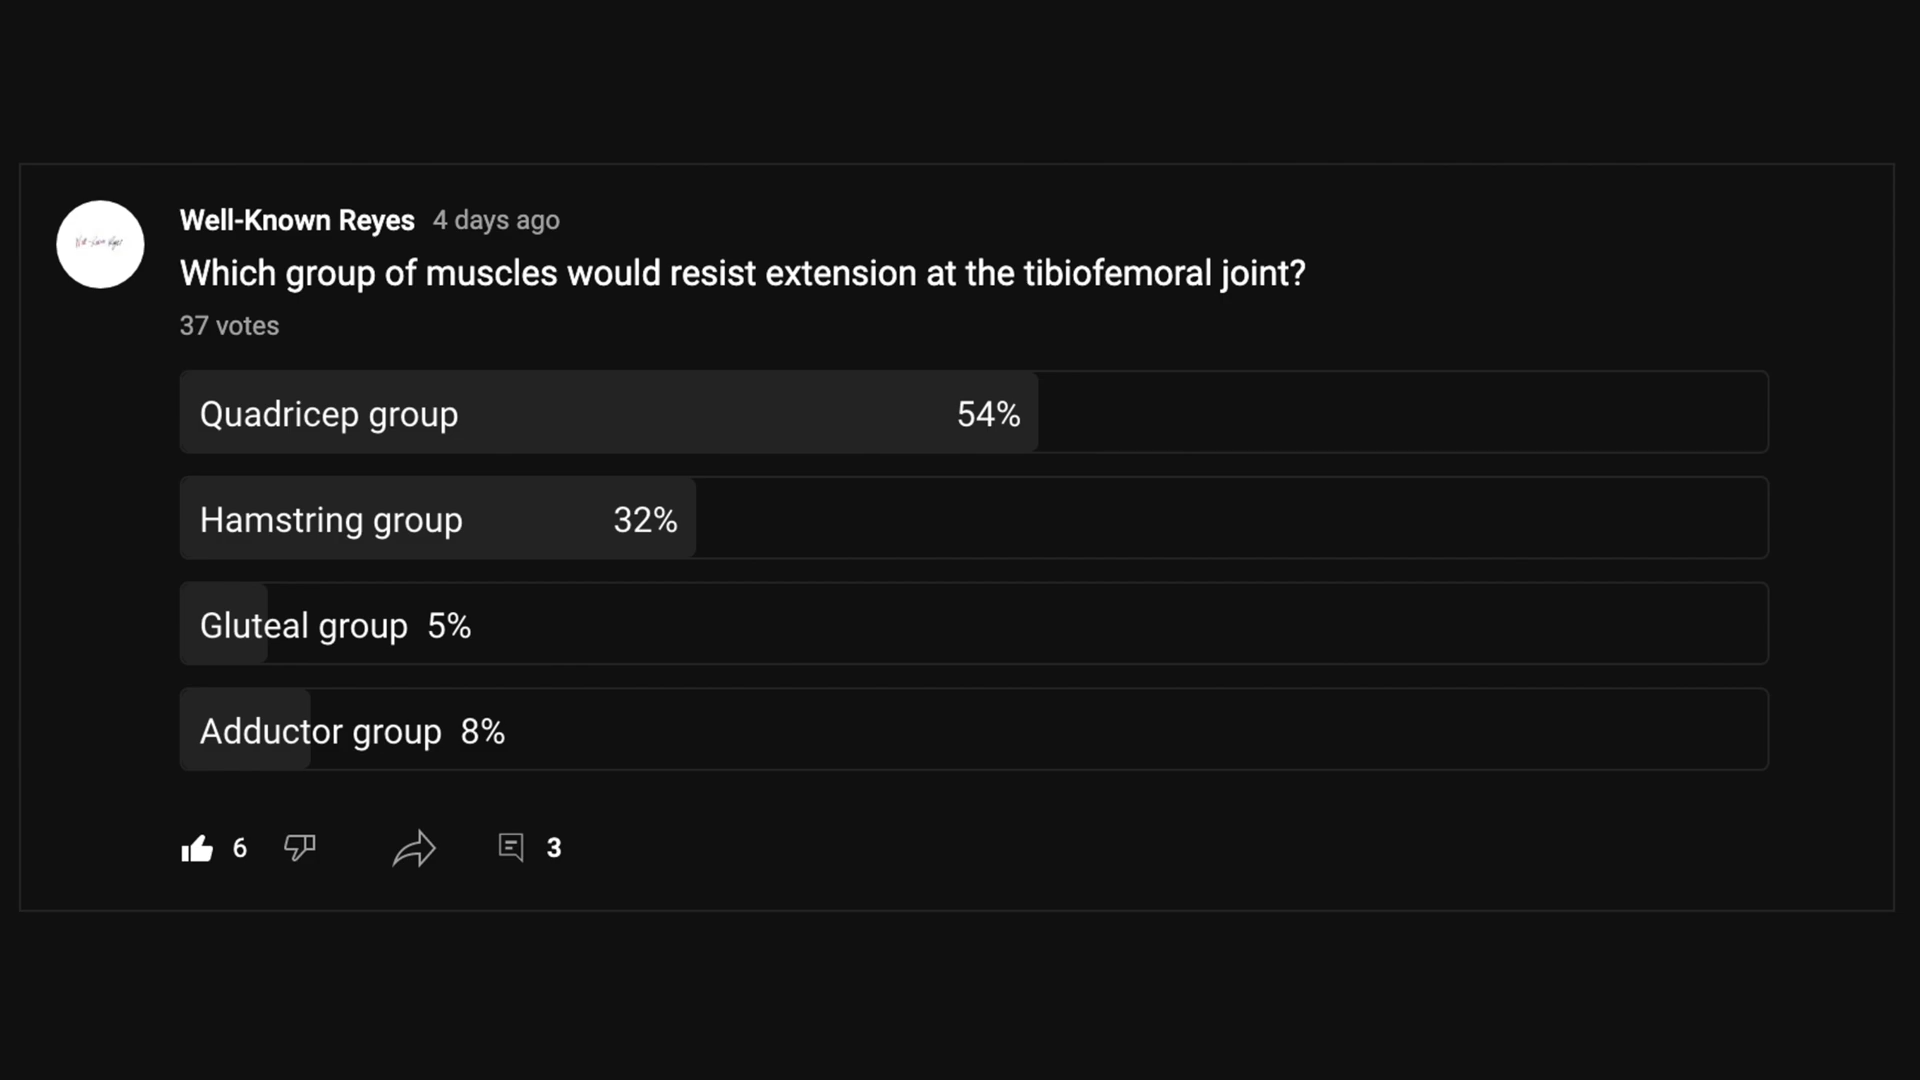 Well-Known Reyes 4 days ago
Which group of muscles would resist extension at the tibiofemoral joint?
37 votes
Quadricep group 54%
Hamstring group 32%
Gluteal group 5%
Adductor group 8%
6 3